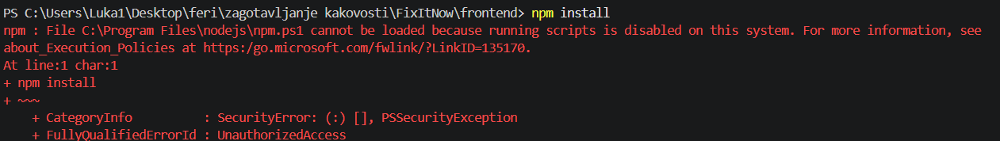 PS C:\Users\Luka1\Desktop\feri\zagotavljanje kakovosti\FixItNow\frontend> npm install
npm : File C:\Program Files\nodejs\npm.ps1 cannot be loaded because running scripts is disabled on this system. For more information, see
about_Execution_Policies at https:/go.microsoft.com/fwlink/?LinkID=135170.
At line:1 char:1
+ npm install
+ ~~~
    + CategoryInfo          : SecurityError: (:) [], PSSecurityException
    + FullyQualifiedErrorId : UnauthorizedAccess